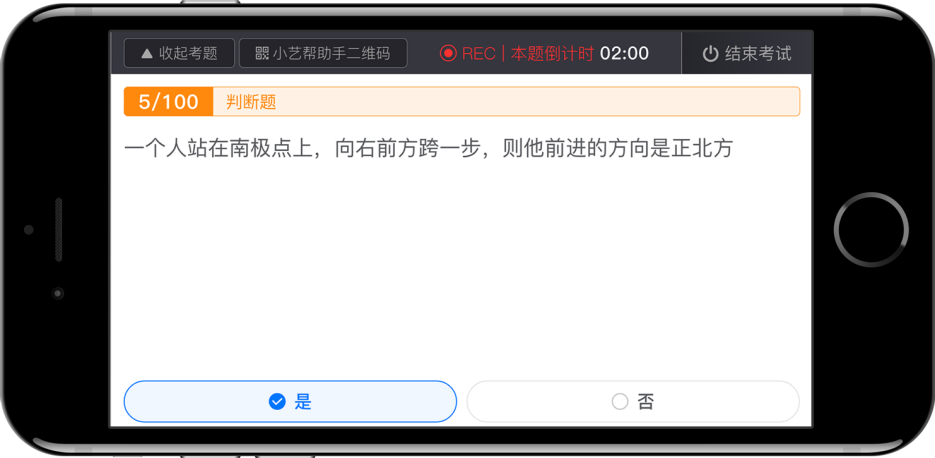 收起考题 小艺帮助手二维码 REC 本题倒计时 02:00 结束考试
5/100 判断题
一个人站在南极点上，向右前方跨一步，则他前进的方向是正北方
是 否